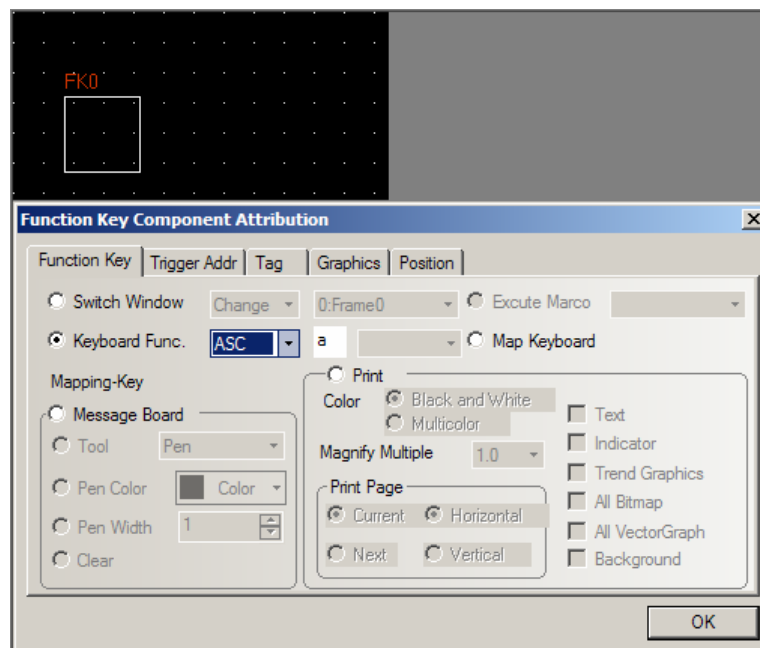 FK0
Function Key Component Attribution
Function Key Trigger Addr Tag Graphics Position
Switch Window Change 0:Frame0 Excute Marco
Keyboard Func. ASC a Map Keyboard
Mapping-Key
Print
Color Black and White
Multicolor
Magnify Multiple 1.0
Print Page
Current Horizontal
Next Vertical
Text
Indicator
Trend Graphics
All Bitmap
All VectorGraph
Background
Message Board
Tool Pen
Pen Color Color
Pen Width 1
Clear
OK